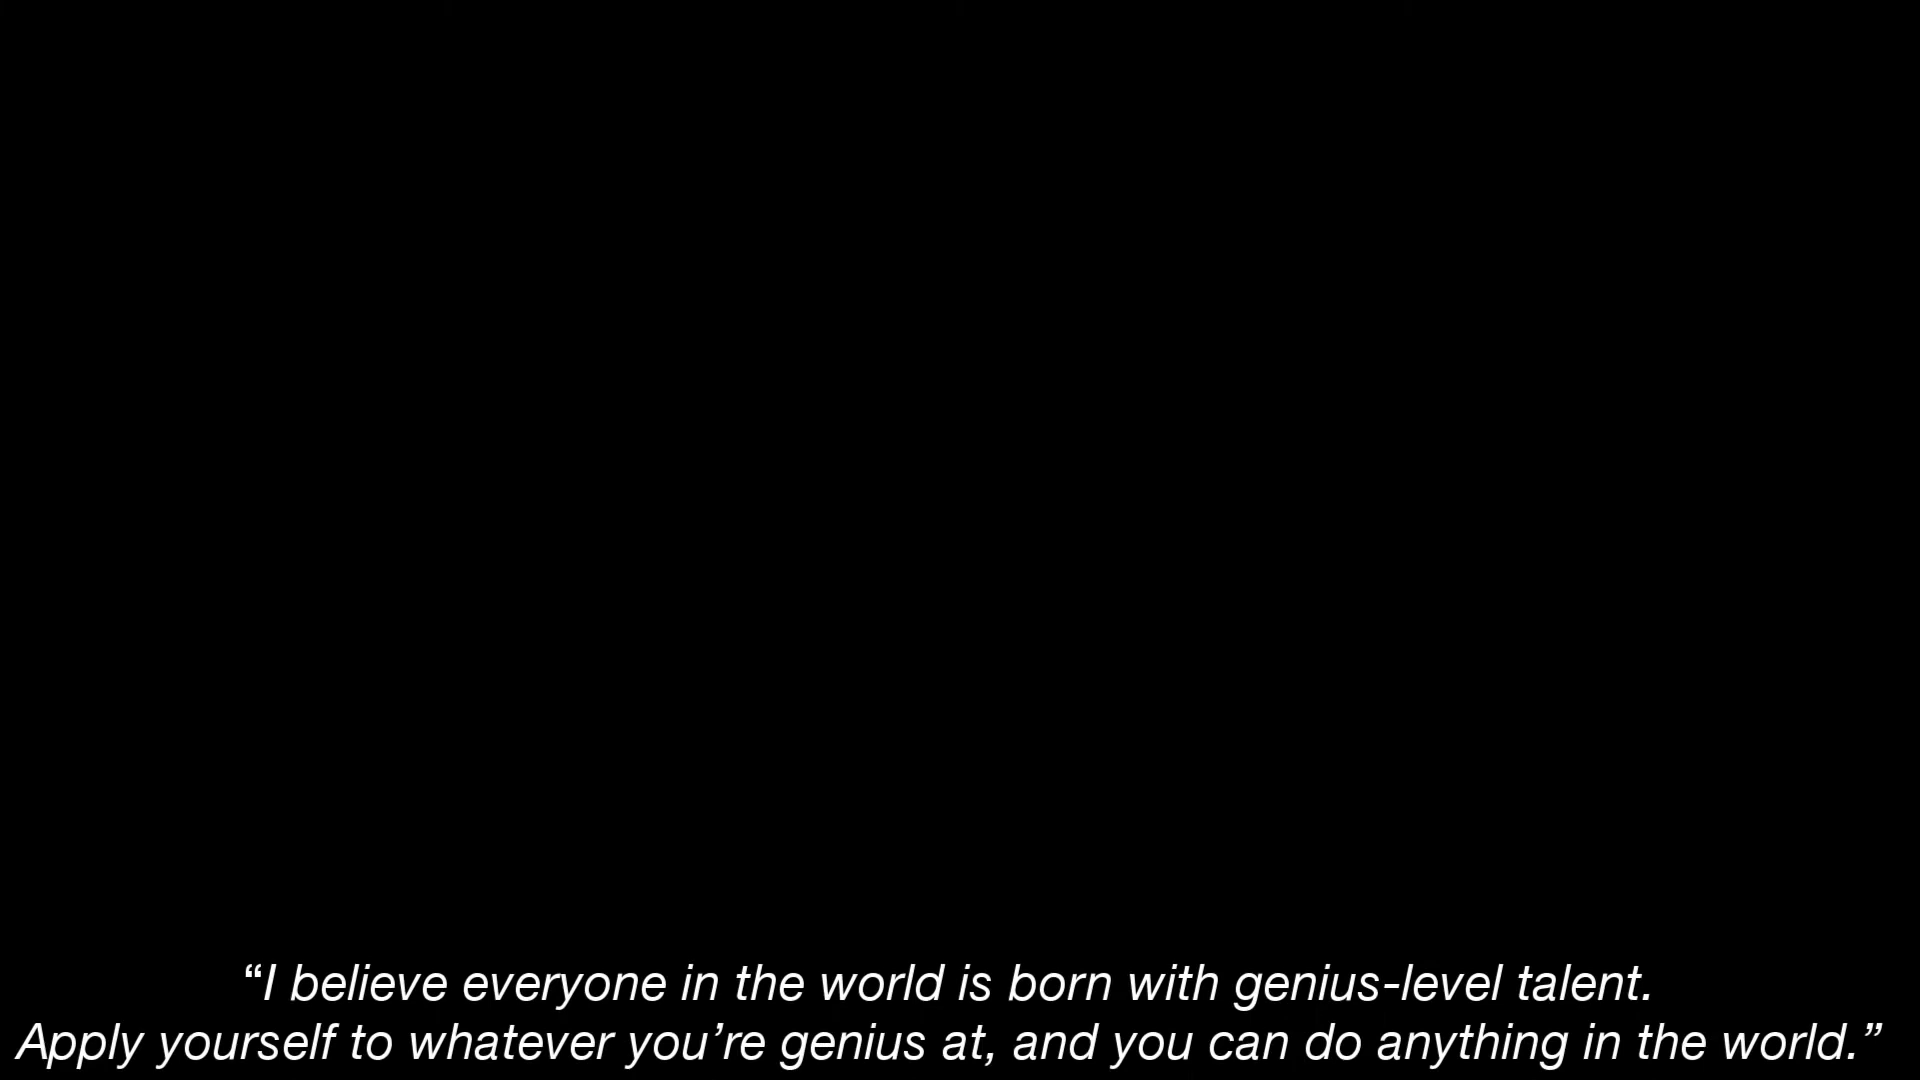 “I believe everyone in the world is born with genius-level talent.
Apply yourself to whatever you’re genius at, and you can do anything in the world.”